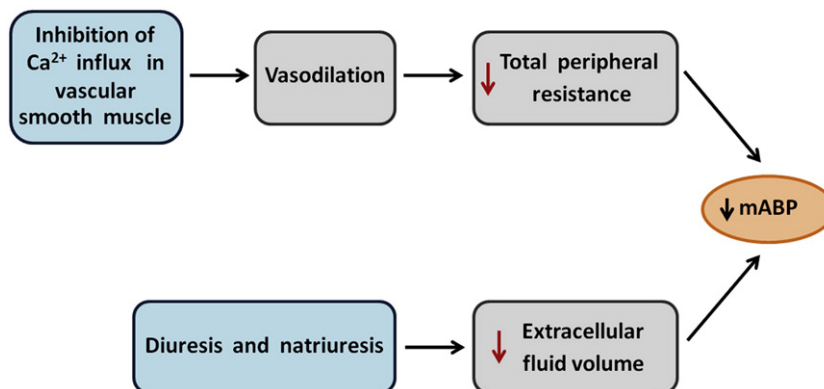 Inhibition of
Ca²⁺ influx in
vascular
smooth muscle
Vasodilation
↓ Total peripheral
resistance
↓ mABP
Diuresis and natriuresis
↓ Extracellular
fluid volume